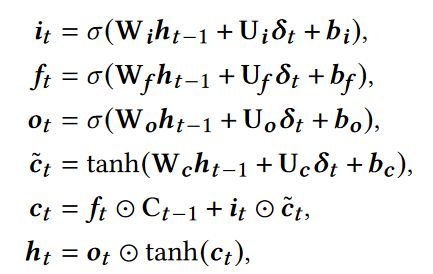 i_t = σ(W_i h_{t−1} + U_i δ_t + b_i),
f_t = σ(W_f h_{t−1} + U_f δ_t + b_f),
o_t = σ(W_o h_{t−1} + U_o δ_t + b_o),
c̃_t = tanh(W_c h_{t−1} + U_c δ_t + b_c),
c_t = f_t ⊙ C_{t−1} + i_t ⊙ c̃_t,
h_t = o_t ⊙ tanh(c_t),